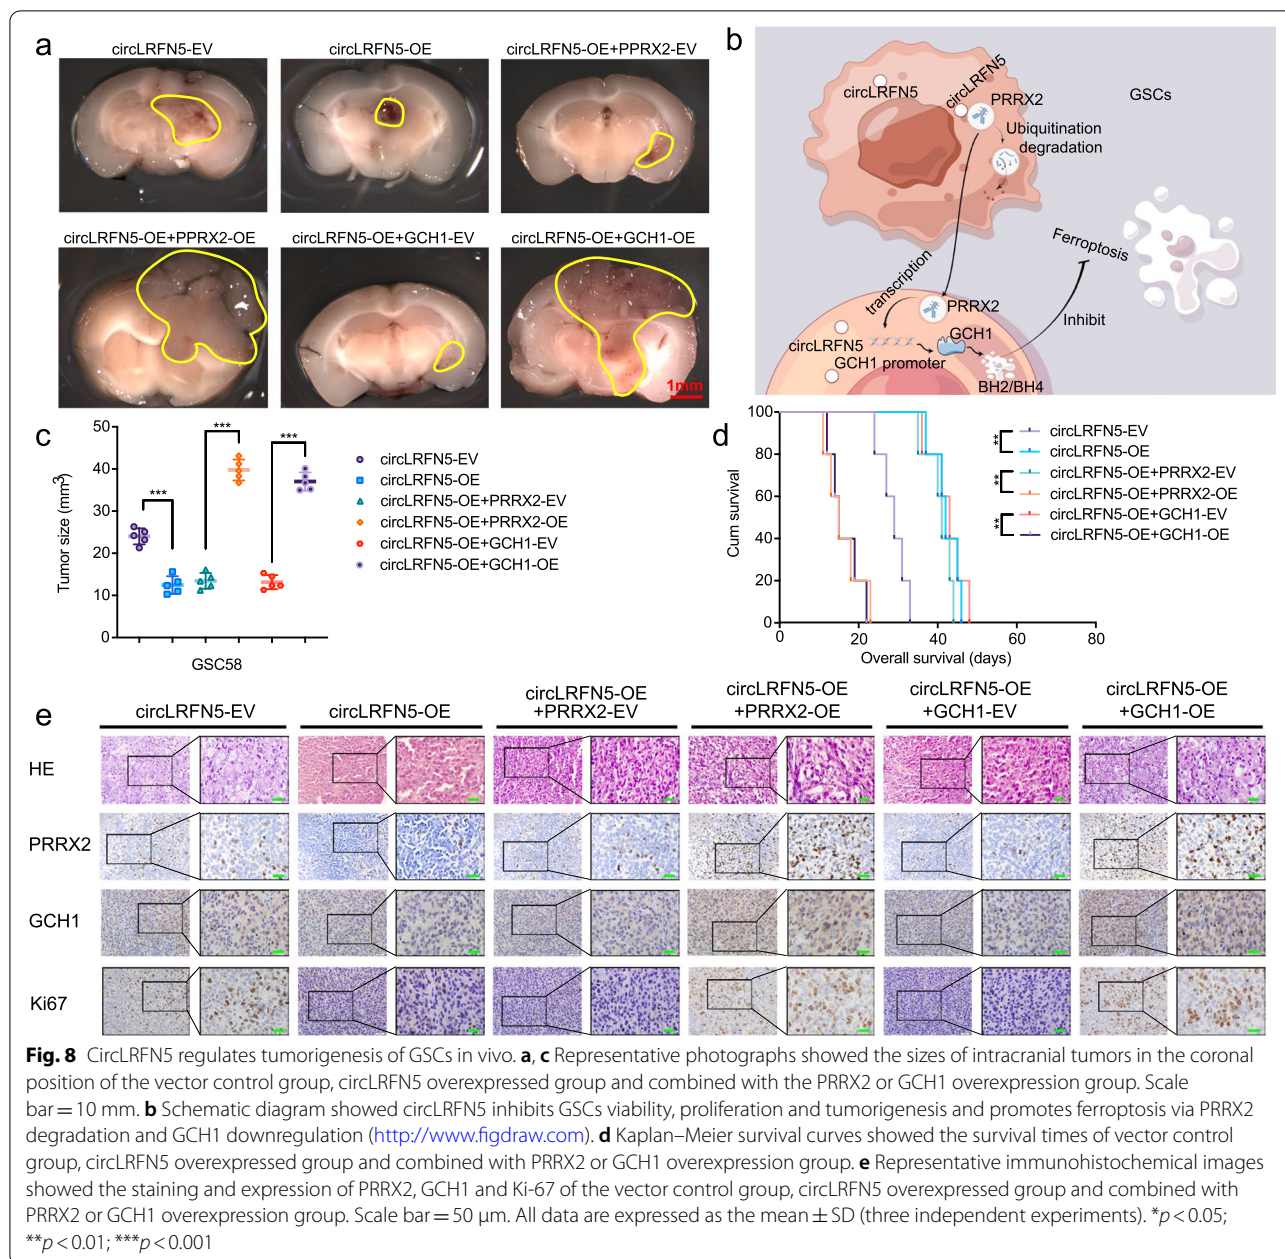 a
circLRFN5-EV
circLRFN5-OE
circLRFN5-OE+PPRX2-EV
circLRFN5-OE+PPRX2-OE
circLRFN5-OE+GCH1-EV
circLRFN5-OE+GCH1-OE
1mm
b
circLRFN5
circLRFN5
PRRX2
GSCs
Ubiquitination
degradation
Ferroptosis
transcription
PRRX2
Inhibit
circLRFN5
GCH1
GCH1 promoter
BH2/BH4
c
Tumor size (mm³)
50
40
30
20
10
0
***
***
***
GSC58
circLRFN5-EV
circLRFN5-OE
circLRFN5-OE+PRRX2-EV
circLRFN5-OE+PRRX2-OE
circLRFN5-OE+GCH1-EV
circLRFN5-OE+GCH1-OE
d
Cum survival
100
80
60
40
20
0
0 20 40 60 80
Overall survival (days)
** circLRFN5-EV
circLRFN5-OE
** circLRFN5-OE+PRRX2-EV
circLRFN5-OE+PRRX2-OE
** circLRFN5-OE+GCH1-EV
circLRFN5-OE+GCH1-OE
e
circLRFN5-EV
circLRFN5-OE
circLRFN5-OE
+PRRX2-EV
circLRFN5-OE
+PRRX2-OE
circLRFN5-OE
+GCH1-EV
circLRFN5-OE
+GCH1-OE
HE
PRRX2
GCH1
Ki67
Fig. 8 CircLRFN5 regulates tumorigenesis of GSCs in vivo. a, c Representative photographs showed the sizes of intracranial tumors in the coronal
position of the vector control group, circLRFN5 overexpressed group and combined with the PRRX2 or GCH1 overexpression group. Scale
bar = 10 mm. b Schematic diagram showed circLRFN5 inhibits GSCs viability, proliferation and tumorigenesis and promotes ferroptosis via PRRX2
degradation and GCH1 downregulation (http://www.figdraw.com). d Kaplan–Meier survival curves showed the survival times of vector control
group, circLRFN5 overexpressed group and combined with PRRX2 or GCH1 overexpression group. e Representative immunohistochemical images
showed the staining and expression of PRRX2, GCH1 and Ki-67 of the vector control group, circLRFN5 overexpressed group and combined with
PRRX2 or GCH1 overexpression group. Scale bar = 50 μm. All data are expressed as the mean ± SD (three independent experiments). *p < 0.05;
**p < 0.01; ***p < 0.001